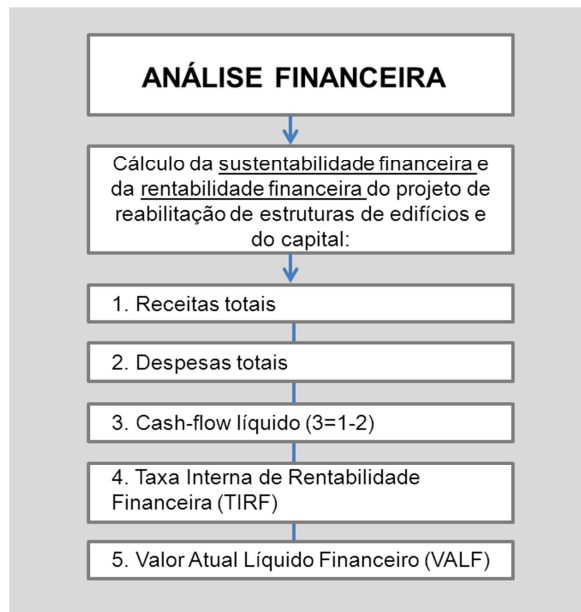 ANÁLISE FINANCEIRA
Cálculo da sustentabilidade financeira e
da rentabilidade financeira do projeto de
reabilitação de estruturas de edifícios e
do capital:
1. Receitas totais
2. Despesas totais
3. Cash-flow líquido (3=1-2)
4. Taxa Interna de Rentabilidade
Financeira (TIRF)
5. Valor Atual Líquido Financeiro (VALF)